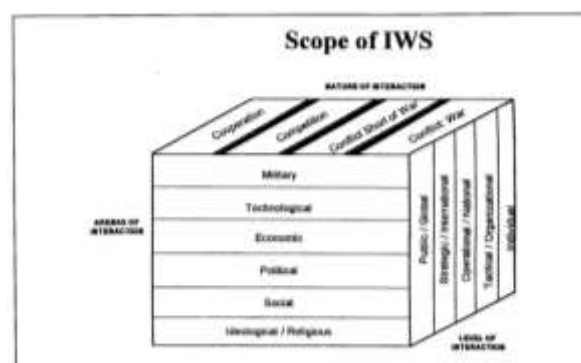 Scope of IWS
NATURE OF INTERACTION
Cooperation
Competition
Conflict Short of War
Conflict: War
ARENAS OF
INTERACTION
Military
Technological
Economic
Political
Social
Ideological / Religious
Public / Global
Strategic / International
Operational / National
Tactical / Organizational
Individual
LEVEL OF
INTERACTION